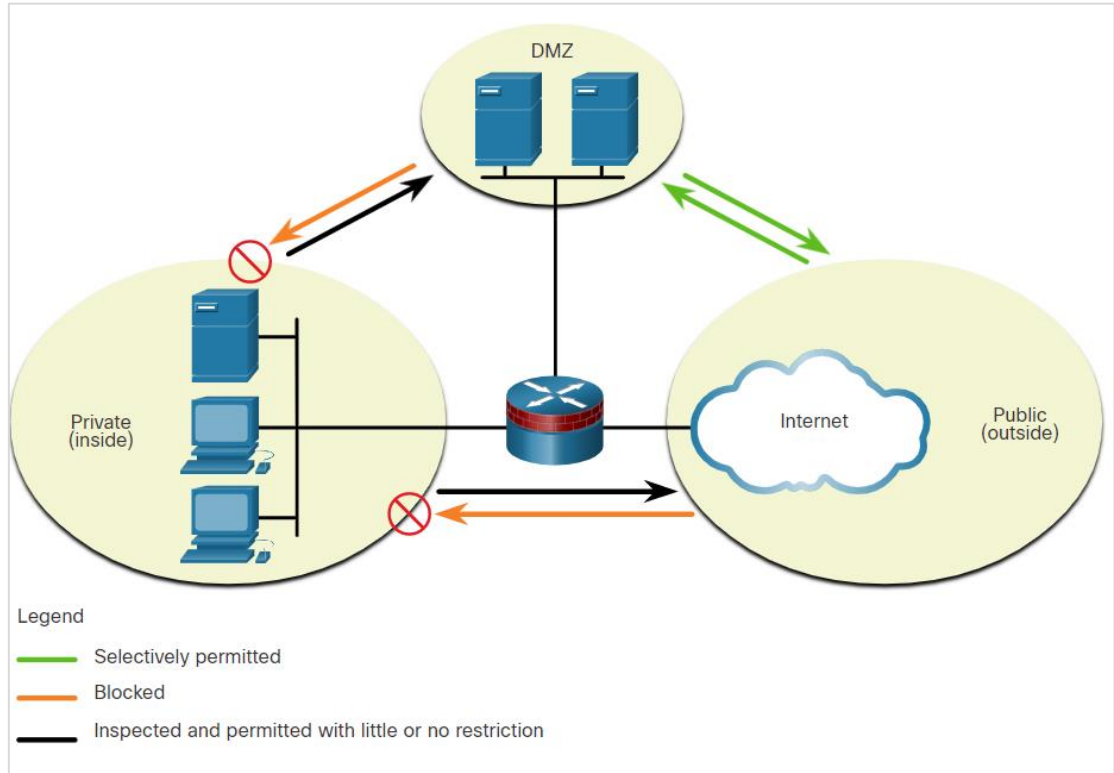 DMZ
Private
(inside)
Internet
Public
(outside)
Legend
Selectively permitted
Blocked
Inspected and permitted with little or no restriction